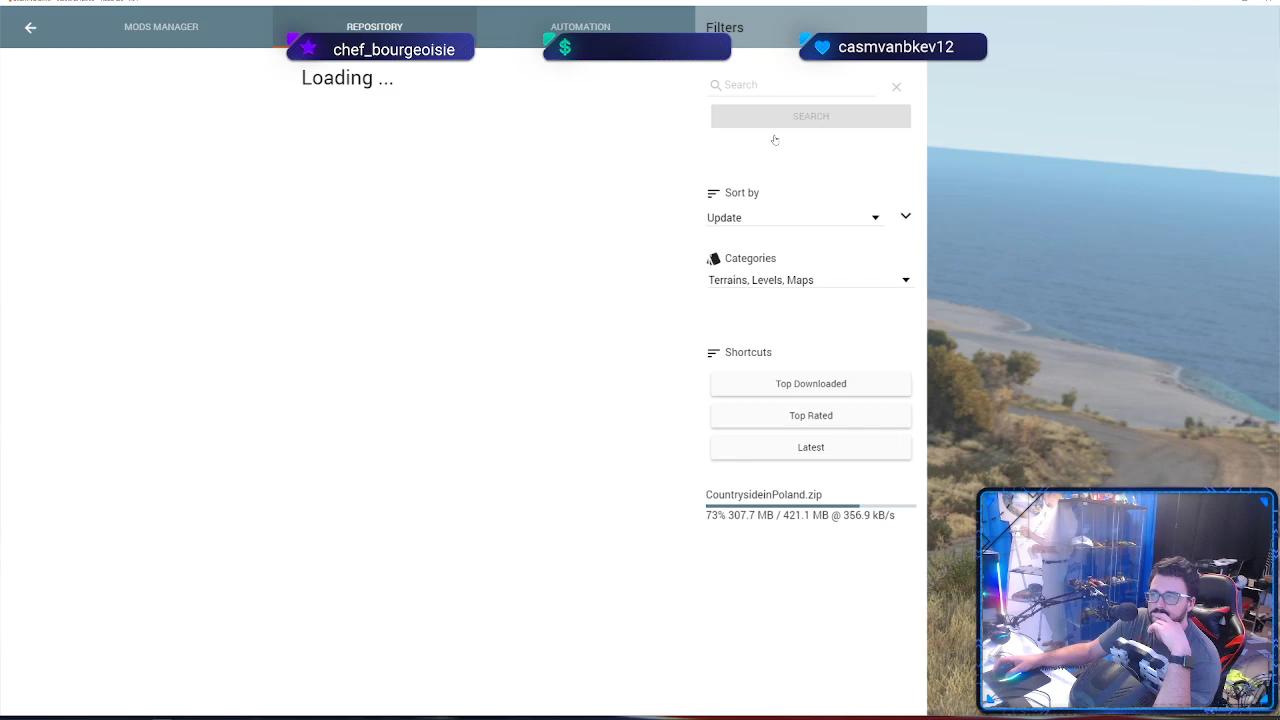 MODS MANAGER
REPOSITORY
AUTOMATION
Filters
chef_bourgeoisie
$
casmvanbkev12
Loading ...
Search
SEARCH
Sort by
Update
Categories
Terrains, Levels, Maps
Shortcuts
Top Downloaded
Top Rated
Latest
CountrysideinPoland.zip
73% 307.7 MB / 421.1 MB @ 356.9 kB/s